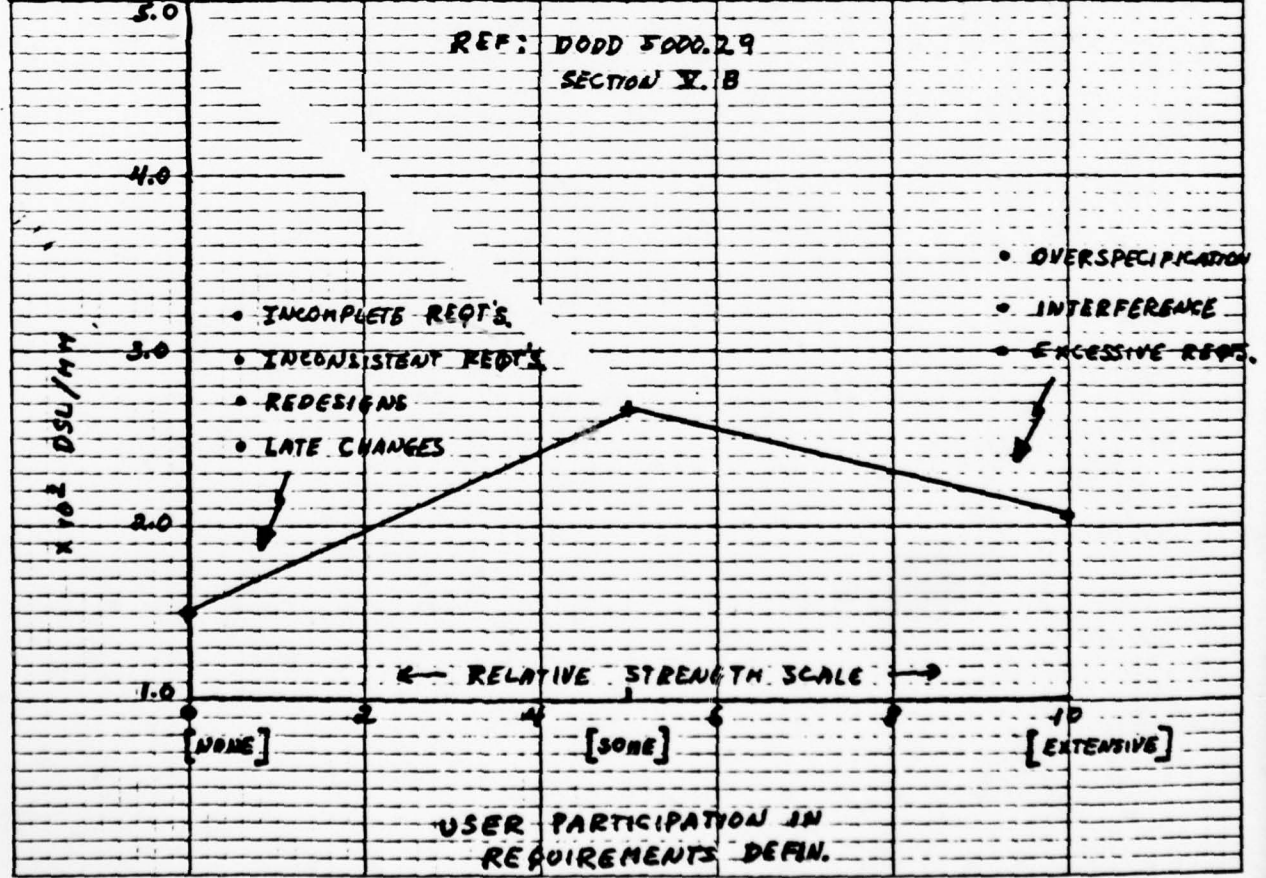 5.0
REF: DODD 5000.29
SECTION V. B
4.0
• OVERSPECIFICATION
• INTERFERENCE
• EXCESSIVE REQTS.
• INCOMPLETE REQT'S.
• INCONSISTENT REQT'S.
• REDESIGNS
• LATE CHANGES
3.0
x 10² DSL/MM
2.0
← RELATIVE STRENGTH SCALE →
1.0
0 2 4 6 8 10
[NONE] [SOME] [EXTENSIVE]
USER PARTICIPATION IN
REQUIREMENTS DEFIN.